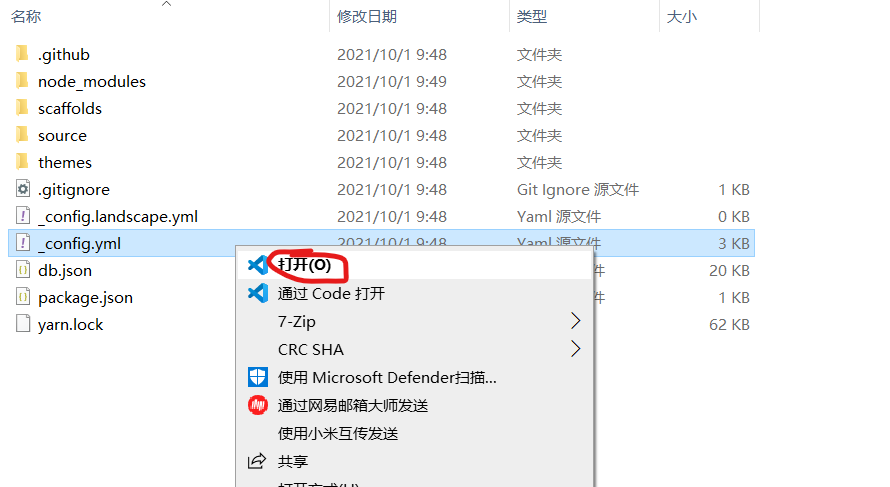 名称 修改日期 类型 大小
.github 2021/10/1 9:48 文件夹
node_modules 2021/10/1 9:49 文件夹
scaffolds 2021/10/1 9:48 文件夹
source 2021/10/1 9:48 文件夹
themes 2021/10/1 9:48 文件夹
.gitignore 2021/10/1 9:48 Git Ignore 源文件 1 KB
_config.landscape.yml 2021/10/1 9:48 Yaml 源文件 0 KB
_config.yml 2021/10/1 9:48 Yaml 源文件 3 KB
db.json 件 20 KB
package.json 件 1 KB
yarn.lock 62 KB
打开(O)
通过 Code 打开
7-Zip
CRC SHA
使用 Microsoft Defender扫描...
通过网易邮箱大师发送
使用小米互传发送
共享
打开方式(H)